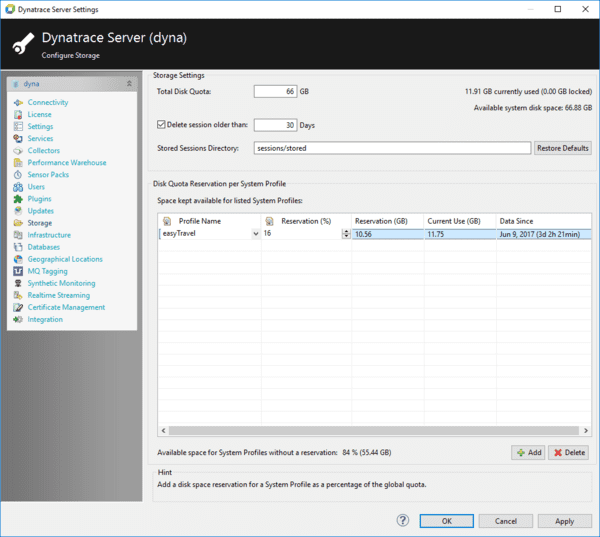 Dynatrace Server Settings
Dynatrace Server (dyna)
Configure Storage
dyna
Connectivity
License
Settings
Services
Collectors
Performance Warehouse
Sensor Packs
Users
Plugins
Updates
Storage
Infrastructure
Databases
Geographical Locations
MQ Tagging
Synthetic Monitoring
Realtime Streaming
Certificate Management
Integration
Storage Settings
Total Disk Quota: 66 GB 11.91 GB currently used (0.00 GB locked)
Available system disk space: 66.88 GB
Delete session older than: 30 Days
Stored Sessions Directory: sessions/stored Restore Defaults
Disk Quota Reservation per System Profile
Space kept available for listed System Profiles:
Profile Name Reservation (%) Reservation (GB) Current Use (GB) Data Since
easyTravel 16 10.56 11.75 Jun 9, 2017 (3d 2h 21min)
Available space for System Profiles without a reservation: 84 % (55.44 GB) Add Delete
Hint
Add a disk space reservation for a System Profile as a percentage of the global quota.
? OK Cancel Apply